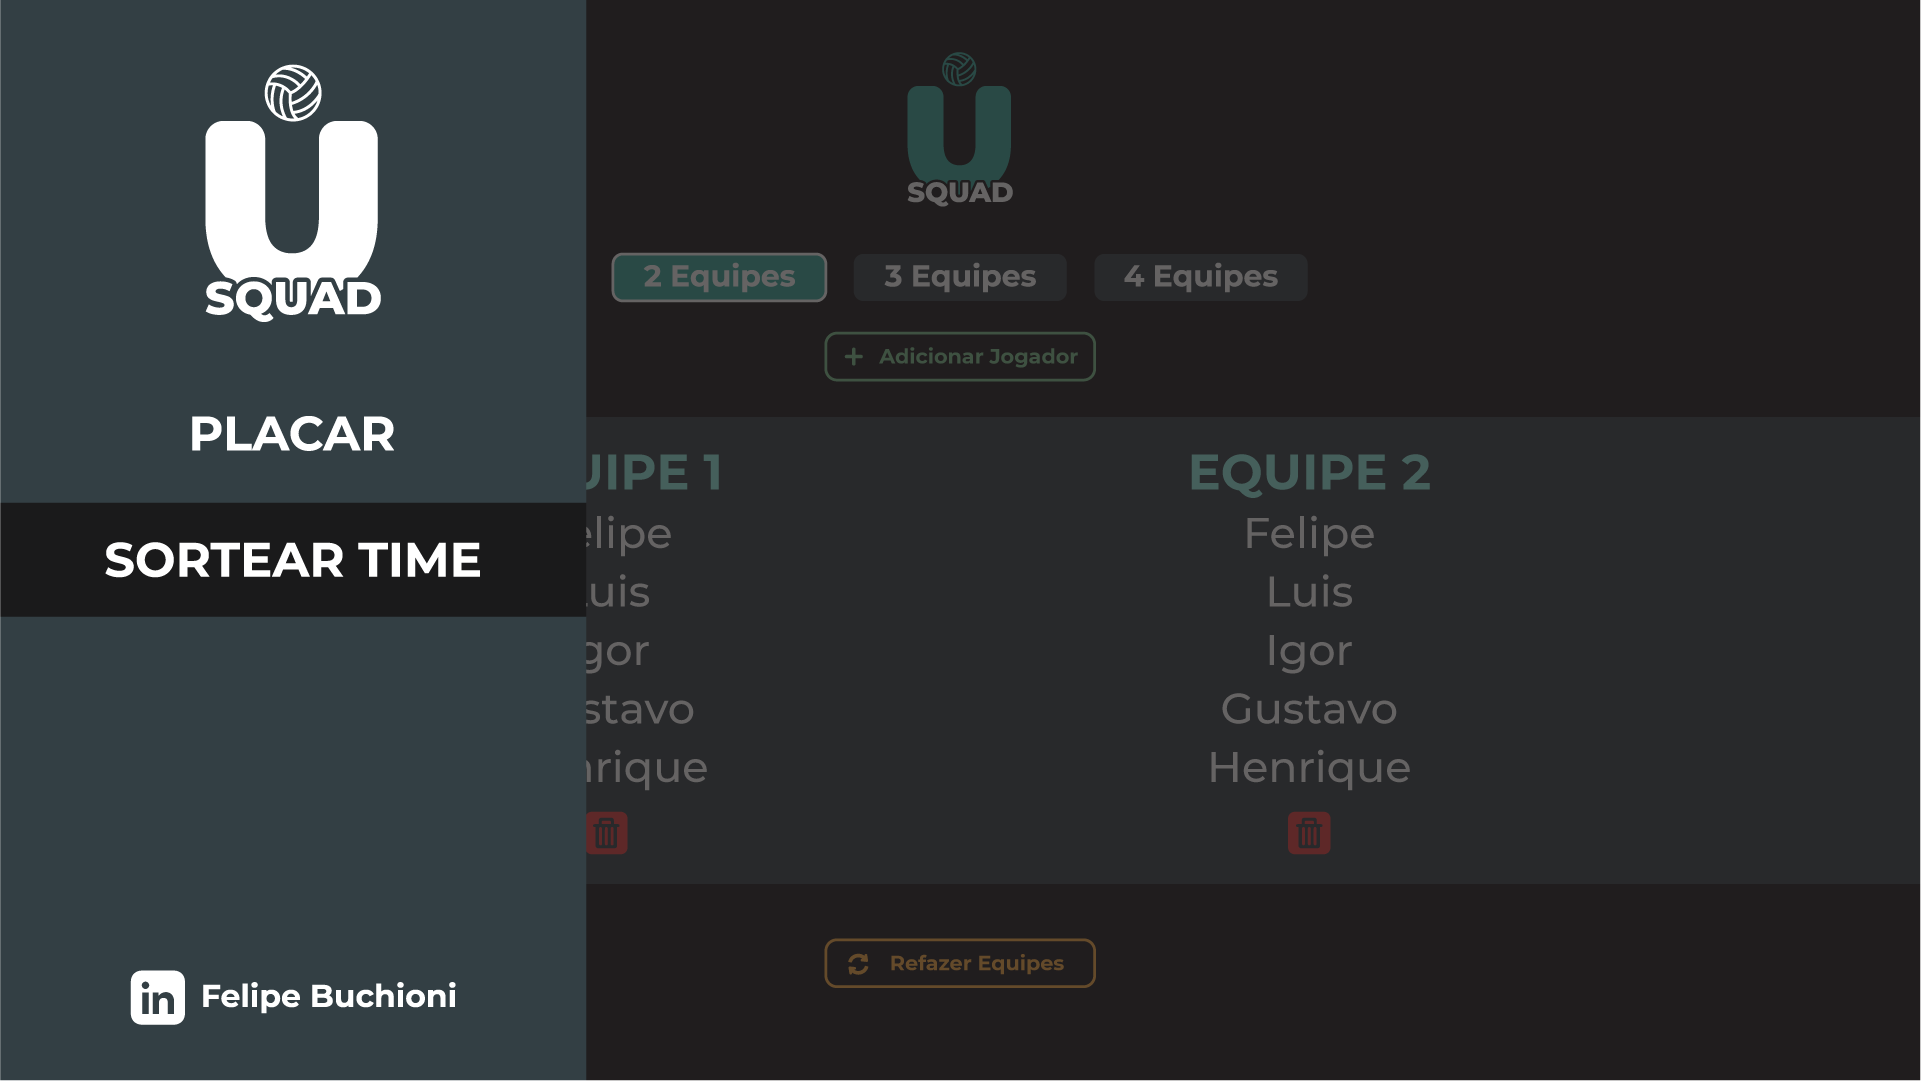 U
SQUAD
PLACAR
SORTEAR TIME
in Felipe Buchioni
U
SQUAD
2 Equipes
3 Equipes
4 Equipes
+ Adicionar Jogador
UIPE 1
elipe
uis
gor
stavo
rique
EQUIPE 2
Felipe
Luis
Igor
Gustavo
Henrique
Refazer Equipes